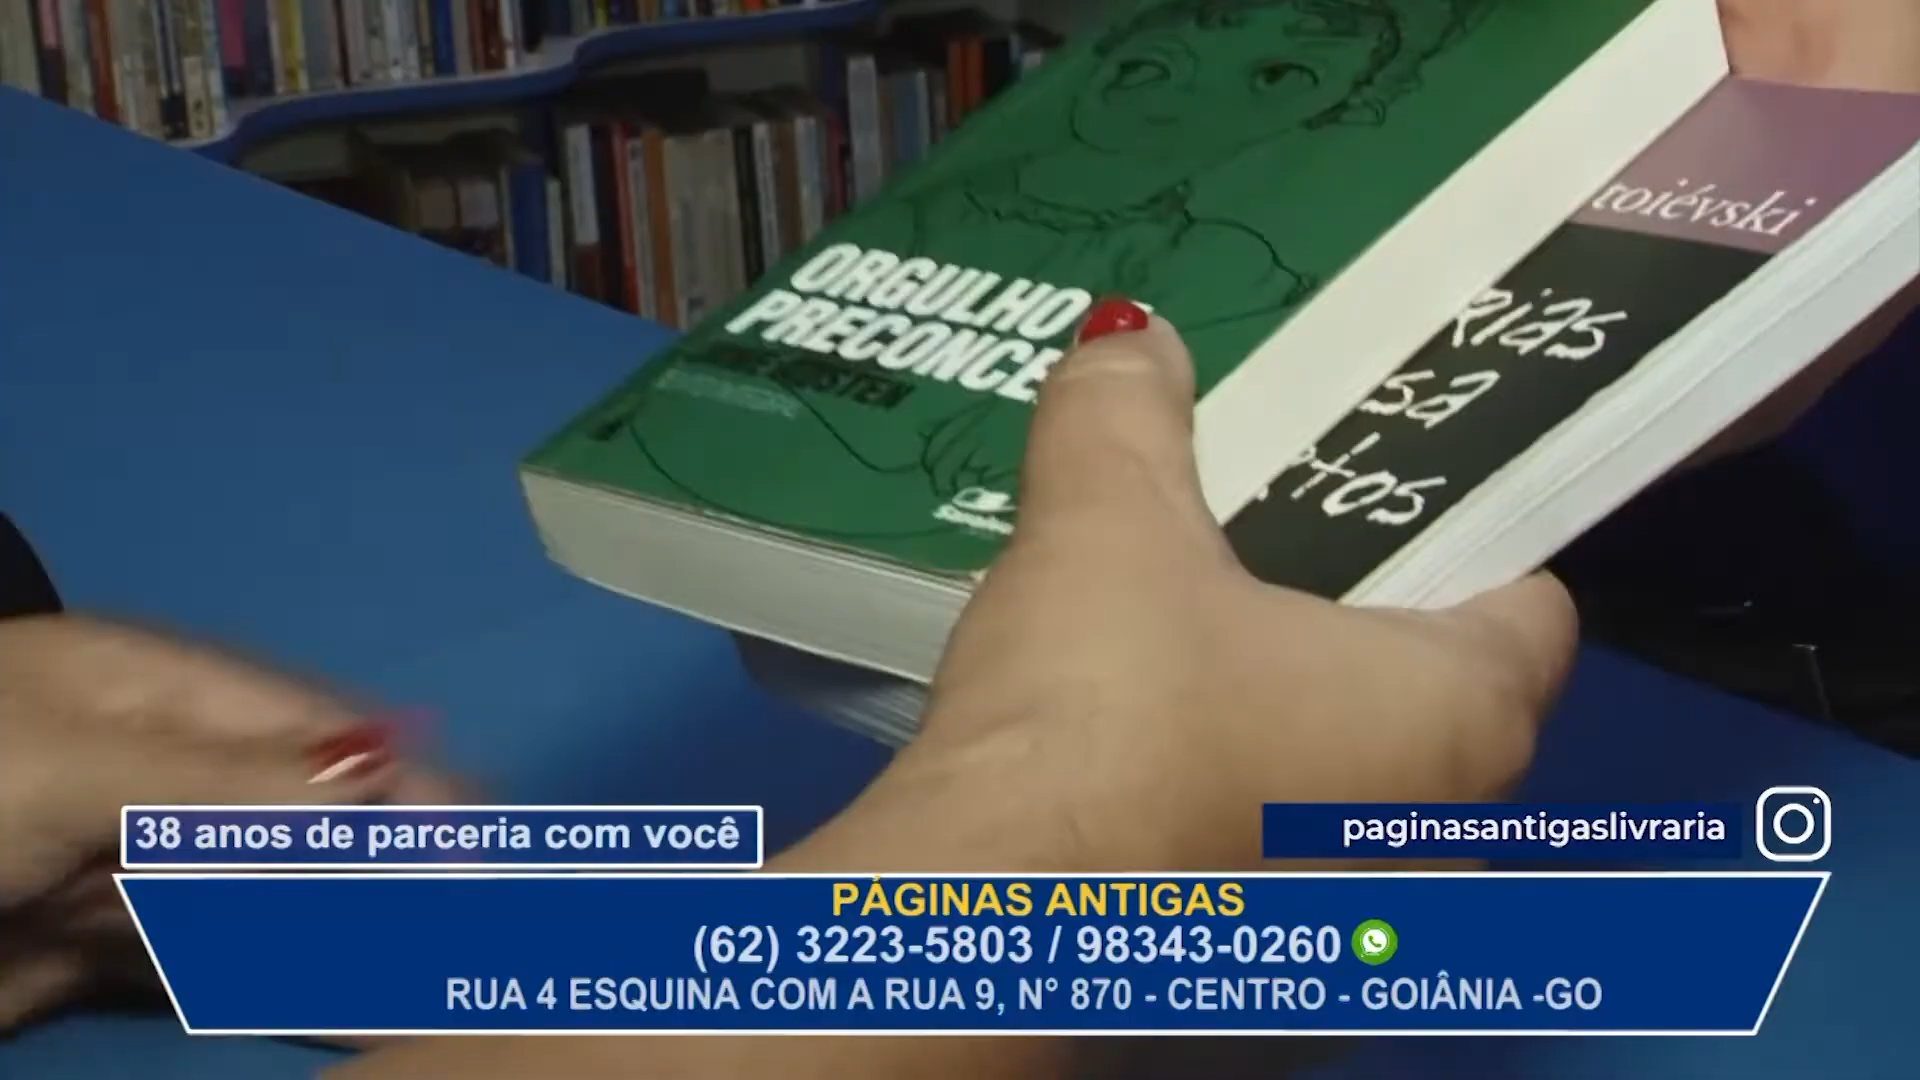 ORGULHO
PRECONCE
AUSTEN
toiévski
RIAS
sa
tos
38 anos de parceria com você
paginasantigaslivraria
PÁGINAS ANTIGAS
(62) 3223-5803 / 98343-0260
RUA 4 ESQUINA COM A RUA 9, N° 870 - CENTRO - GOIÂNIA -GO